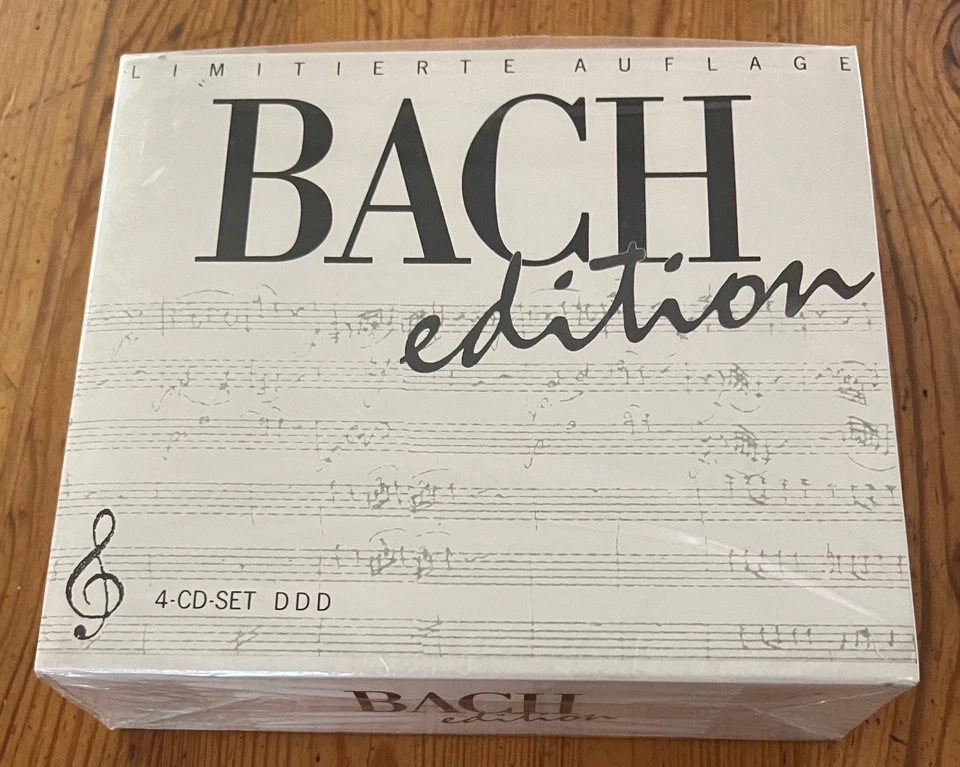 LIMITIERTE AUFLAGE
BACH
edition
4-CD-SET DDD
BACH
edition